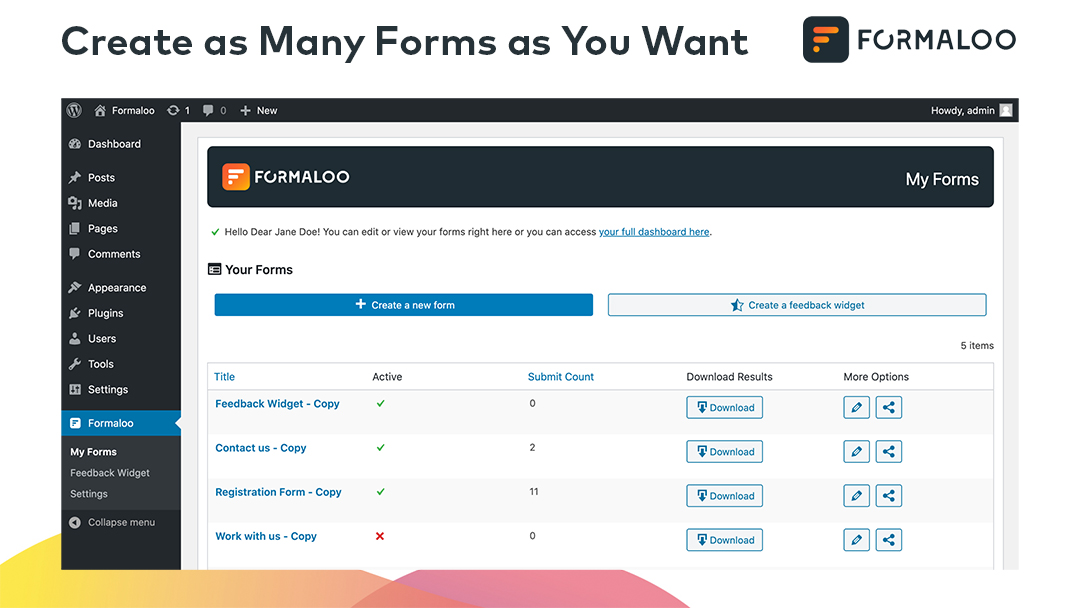 Create as Many Forms as You Want
FORMALOO
Formaloo 1 0 New
Howdy, admin
Dashboard
Posts
Media
Pages
Comments
Appearance
Plugins
Users
Tools
Settings
Formaloo
My Forms
Feedback Widget
Settings
Collapse menu
FORMALOO
My Forms
Hello Dear Jane Doe! You can edit or view your forms right here or you can access your full dashboard here.
Your Forms
Create a new form
Create a feedback widget
5 items
Title Active Submit Count Download Results More Options
Feedback Widget - Copy 0 Download
Contact us - Copy 2 Download
Registration Form - Copy 11 Download
Work with us - Copy 0 Download